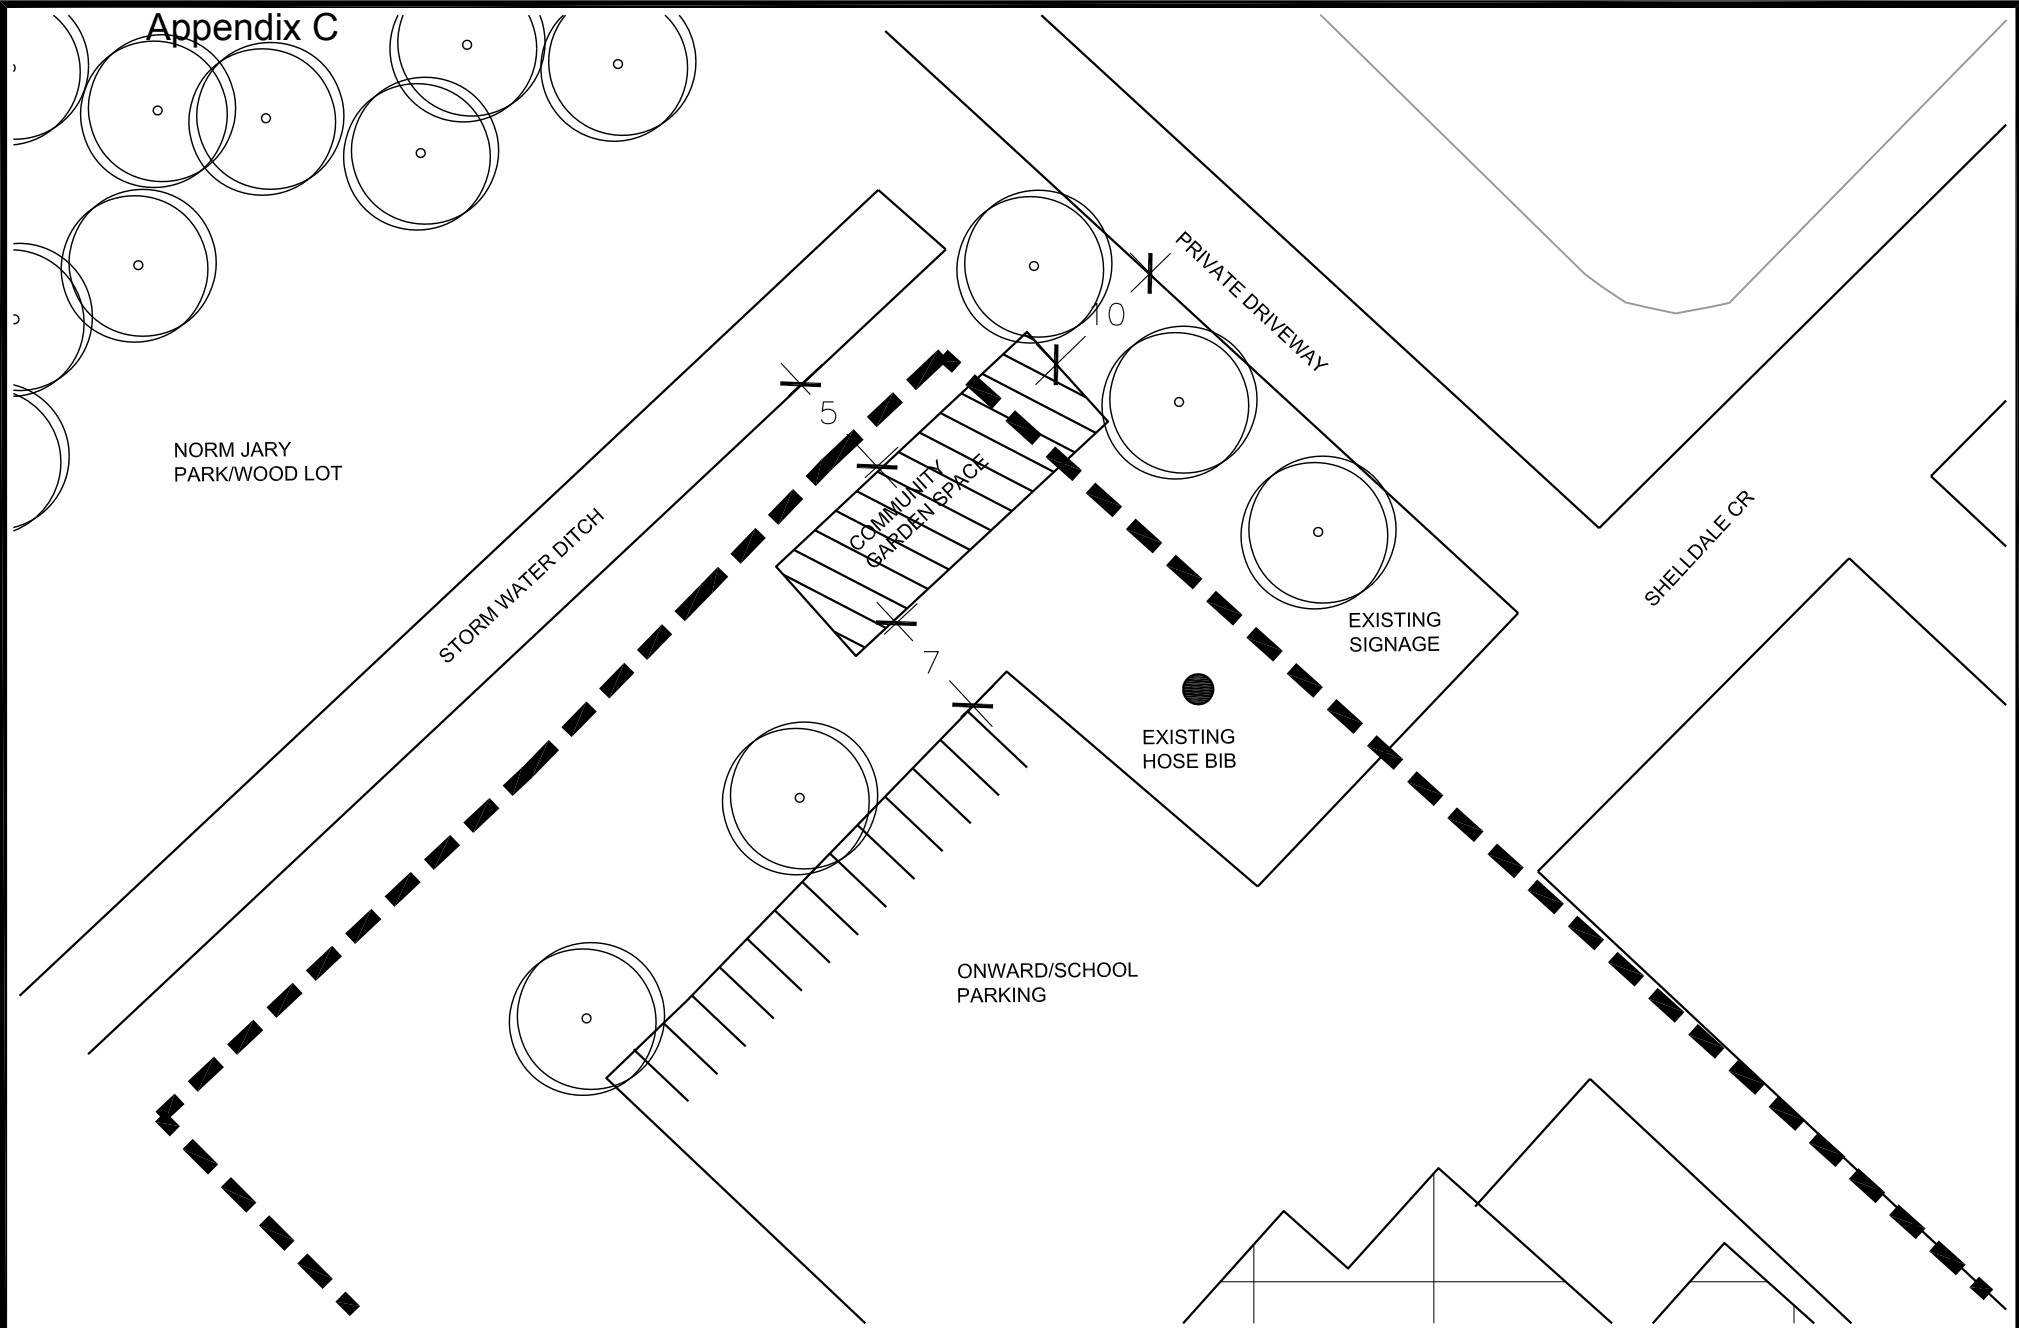 Appendix C
PRIVATE DRIVEWAY
10
5
NORM JARY
PARK/WOOD LOT
COMMUNITY
GARDEN SPACE
STORM WATER DITCH
SHELLDALE CR
EXISTING
SIGNAGE
7
EXISTING
HOSE BIB
ONWARD/SCHOOL
PARKING